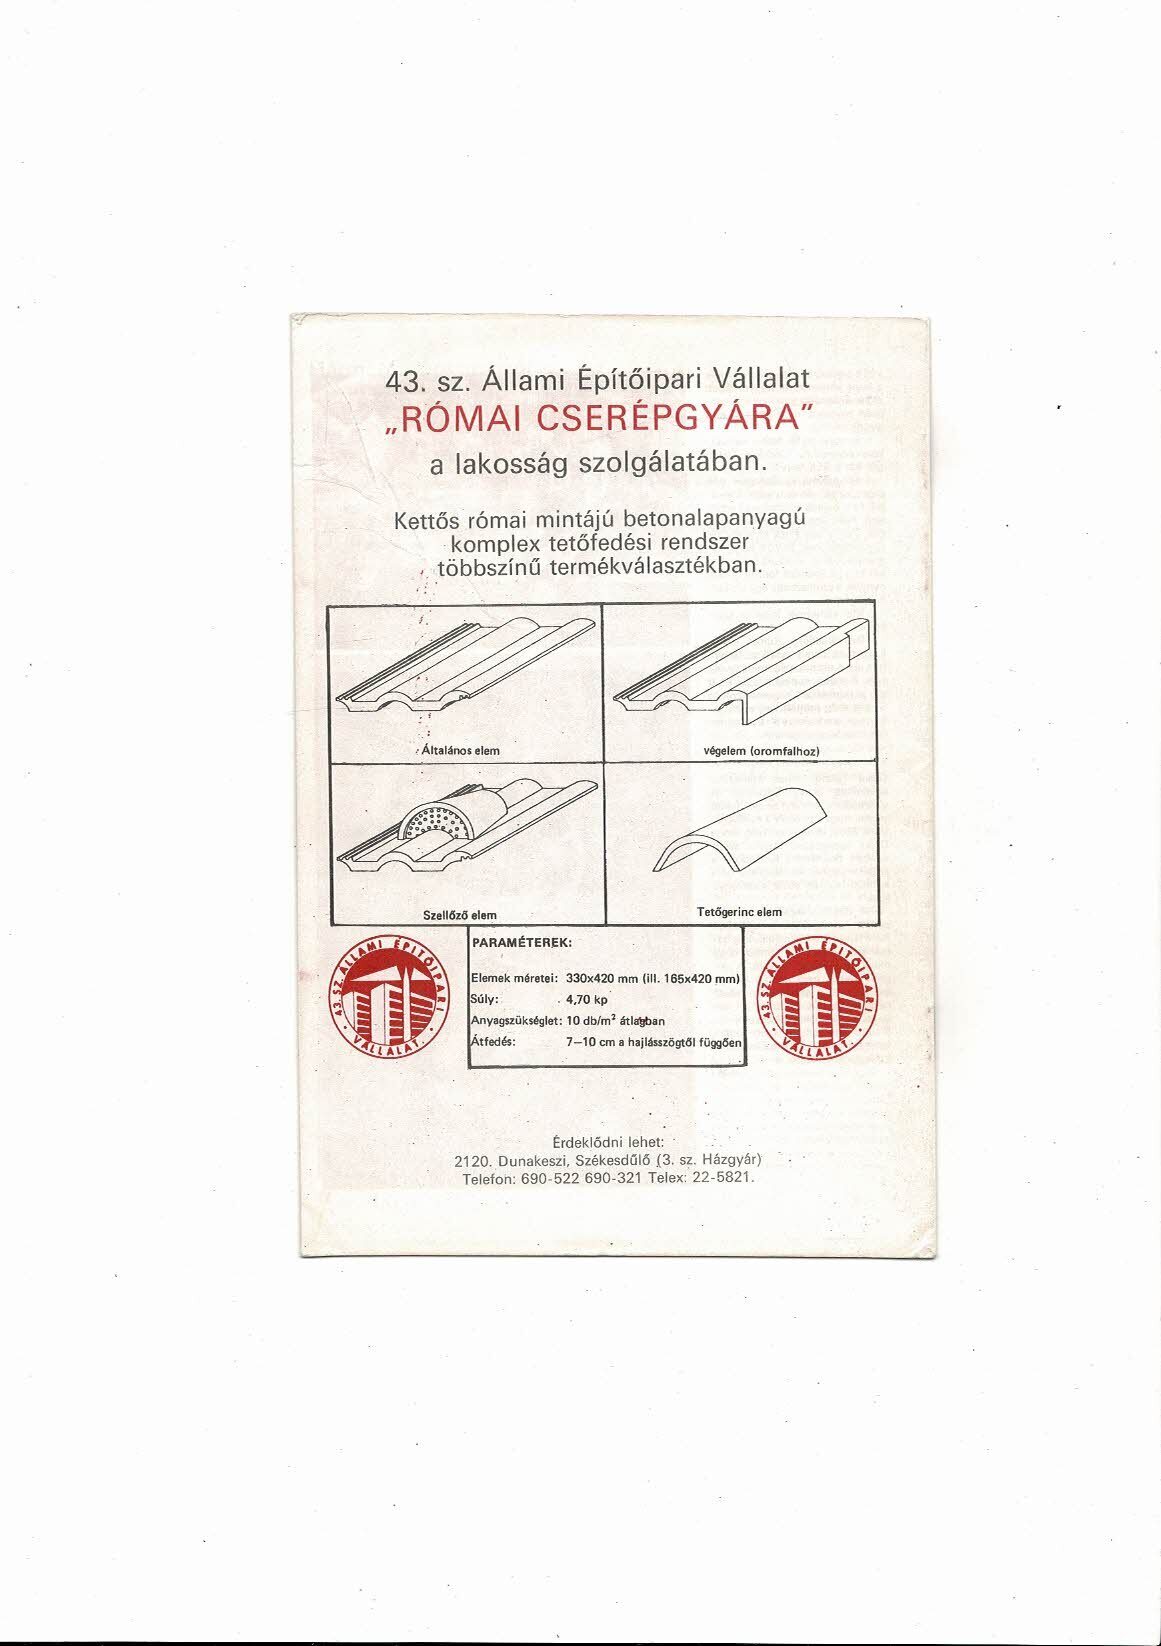 43. sz. Állami Építőipari Vállalat
„RÓMAI CSERÉPGYÁRA"
a lakosság szolgálatában.
Kettős római mintájú betonalapanyagú
komplex tetőfedési rendszer
többszínű termékválasztékban.
Általános elem
végelem (oromfalhoz)
Szellőző elem
Tetőgerinc elem
43. SZ. ÁLLAMI ÉPITŐIPARI VÁLLALAT
PARAMÉTEREK:
Elemek méretei: 330x420 mm (ill. 165x420 mm)
Súly: 4,70 kp
Anyagszükséglet: 10 db/m² átlagban
Átfedés: 7–10 cm a hajlásszögtől függően
43. SZ. ÁLLAMI ÉPITŐIPARI VÁLLALAT
Érdeklődni lehet:
2120. Dunakeszi, Székesdűlő (3. sz. Házgyár)
Telefon: 690-522 690-321 Telex: 22-5821.